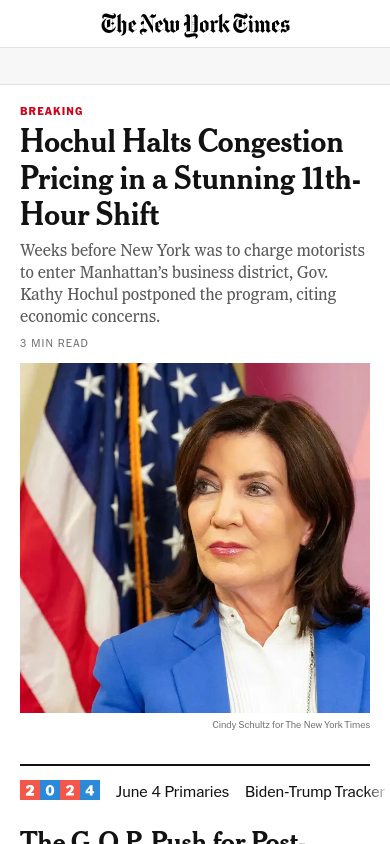 The New York Times
BREAKING
Hochul Halts Congestion
Pricing in a Stunning 11th-
Hour Shift
Weeks before New York was to charge motorists
to enter Manhattan’s business district, Gov.
Kathy Hochul postponed the program, citing
economic concerns.
3 MIN READ
Cindy Schultz for The New York Times
2024 June 4 Primaries Biden-Trump Tracker
The G.O.P. Push for Post-